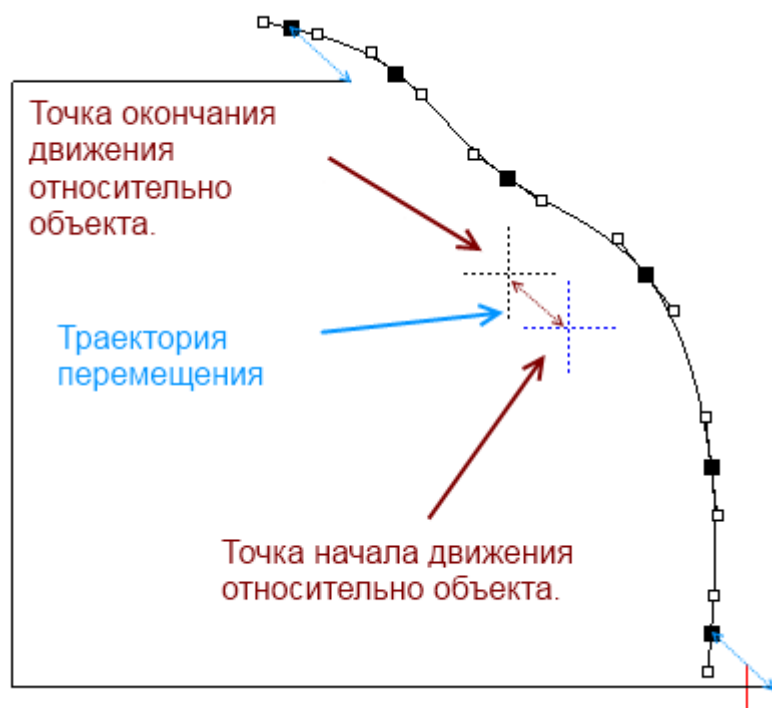 Точка окончания
движения
относительно
объекта.
Траектория
перемещения
Точка начала движения
относительно объекта.